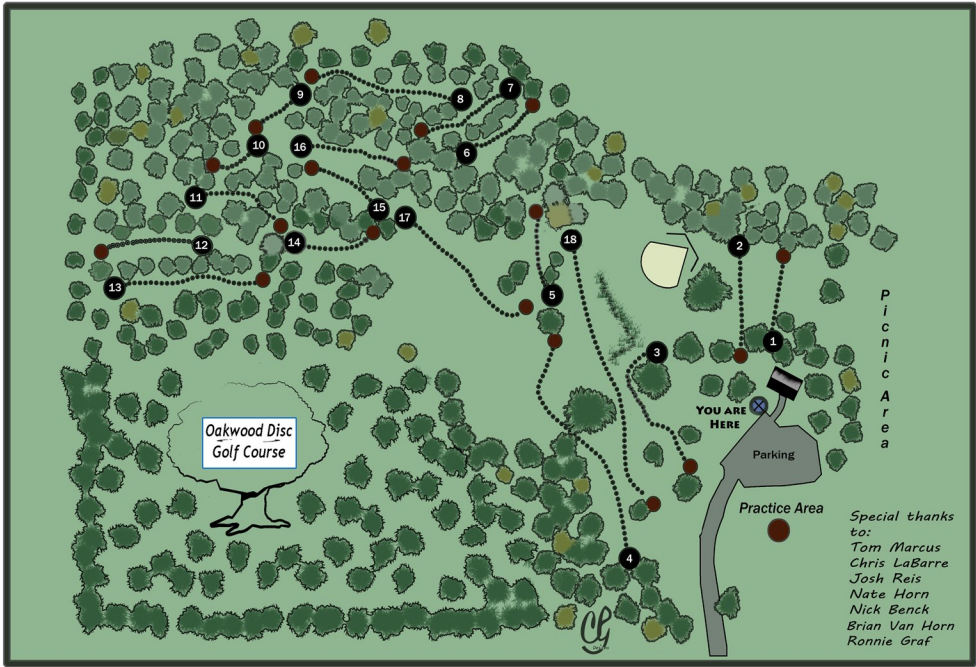 9
8
7
10
16
6
11
15
17
12
14
18
2
13
5
3
1
Picnic Area
You are
Here
Oakwood Disc
Golf Course
Parking
Practice Area
4
Special thanks
to:
Tom Marcus
Chris LaBarre
Josh Reis
Nate Horn
Nick Benck
Brian Van Horn
Ronnie Graf